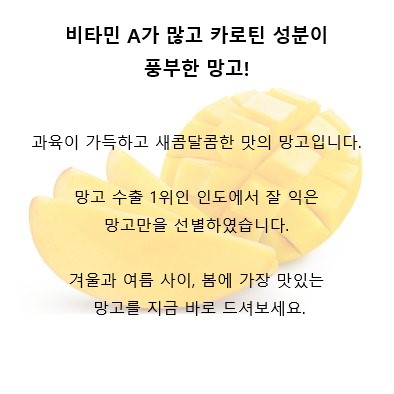 비타민 A가 많고 카로틴 성분이
풍부한 망고!
과육이 가득하고 새콤달콤한 맛의 망고입니다.
망고 수출 1위인 인도에서 잘 익은
망고만을 선별하였습니다.
겨울과 여름 사이, 봄에 가장 맛있는
망고를 지금 바로 드셔보세요.